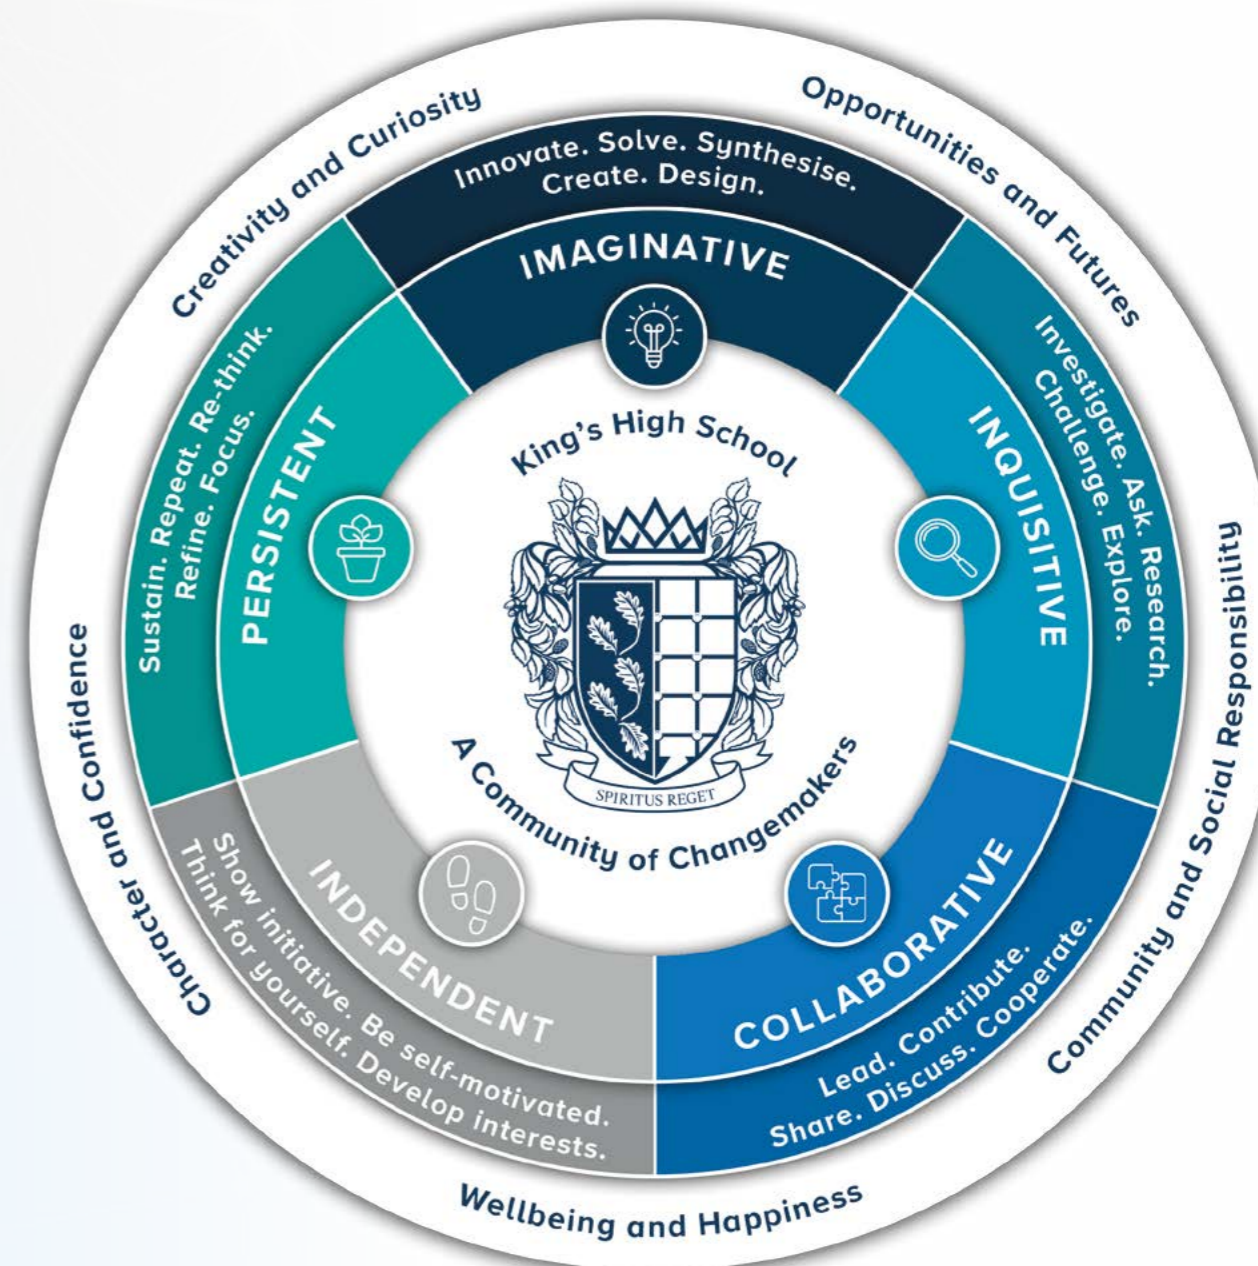 Creativity and Curiosity
Opportunities and Futures
Community and Social Responsibility
Wellbeing and Happiness
Character and Confidence
Innovate. Solve. Synthesise.
Create. Design.
IMAGINATIVE
Investigate. Ask. Research.
Challenge. Explore.
INQUISITIVE
COLLABORATIVE
Lead. Contribute.
Share. Discuss. Cooperate.
INDEPENDENT
Show initiative. Be self-motivated.
Think for yourself. Develop interests.
Sustain. Repeat. Re-think.
Refine. Focus.
PERSISTENT
King's High School
SPIRITUS REGET
A Community of Changemakers